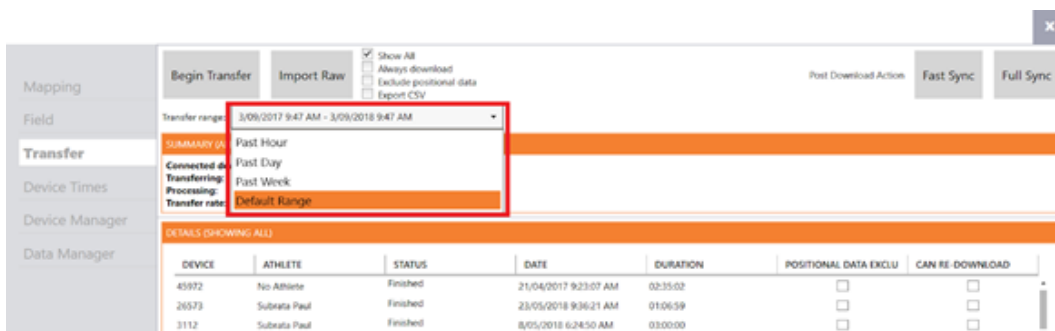 x
Mapping
Field
Transfer
Device Times
Device Manager
Data Manager
Begin Transfer
Import Raw
Show All
Always download
Exclude positional data
Export CSV
Post Download Action
Fast Sync
Full Sync
Transfer range:
3/09/2017 9:47 AM - 3/09/2018 9:47 AM
Past Hour
Past Day
Past Week
Default Range
SUMMARY (A
Connected de
Transferring:
Processing:
Transfer rate:
DETAILS (SHOWING ALL)
DEVICE ATHLETE STATUS DATE DURATION POSITIONAL DATA EXCLU CAN RE-DOWNLOAD
45972 No Athlete Finished 21/04/2017 9:23:07 AM 02:35:02
26573 Subrata Paul Finished 23/05/2018 9:36:21 AM 01:06:59
3112 Subrata Paul Finished 8/05/2018 6:24:50 AM 03:00:00